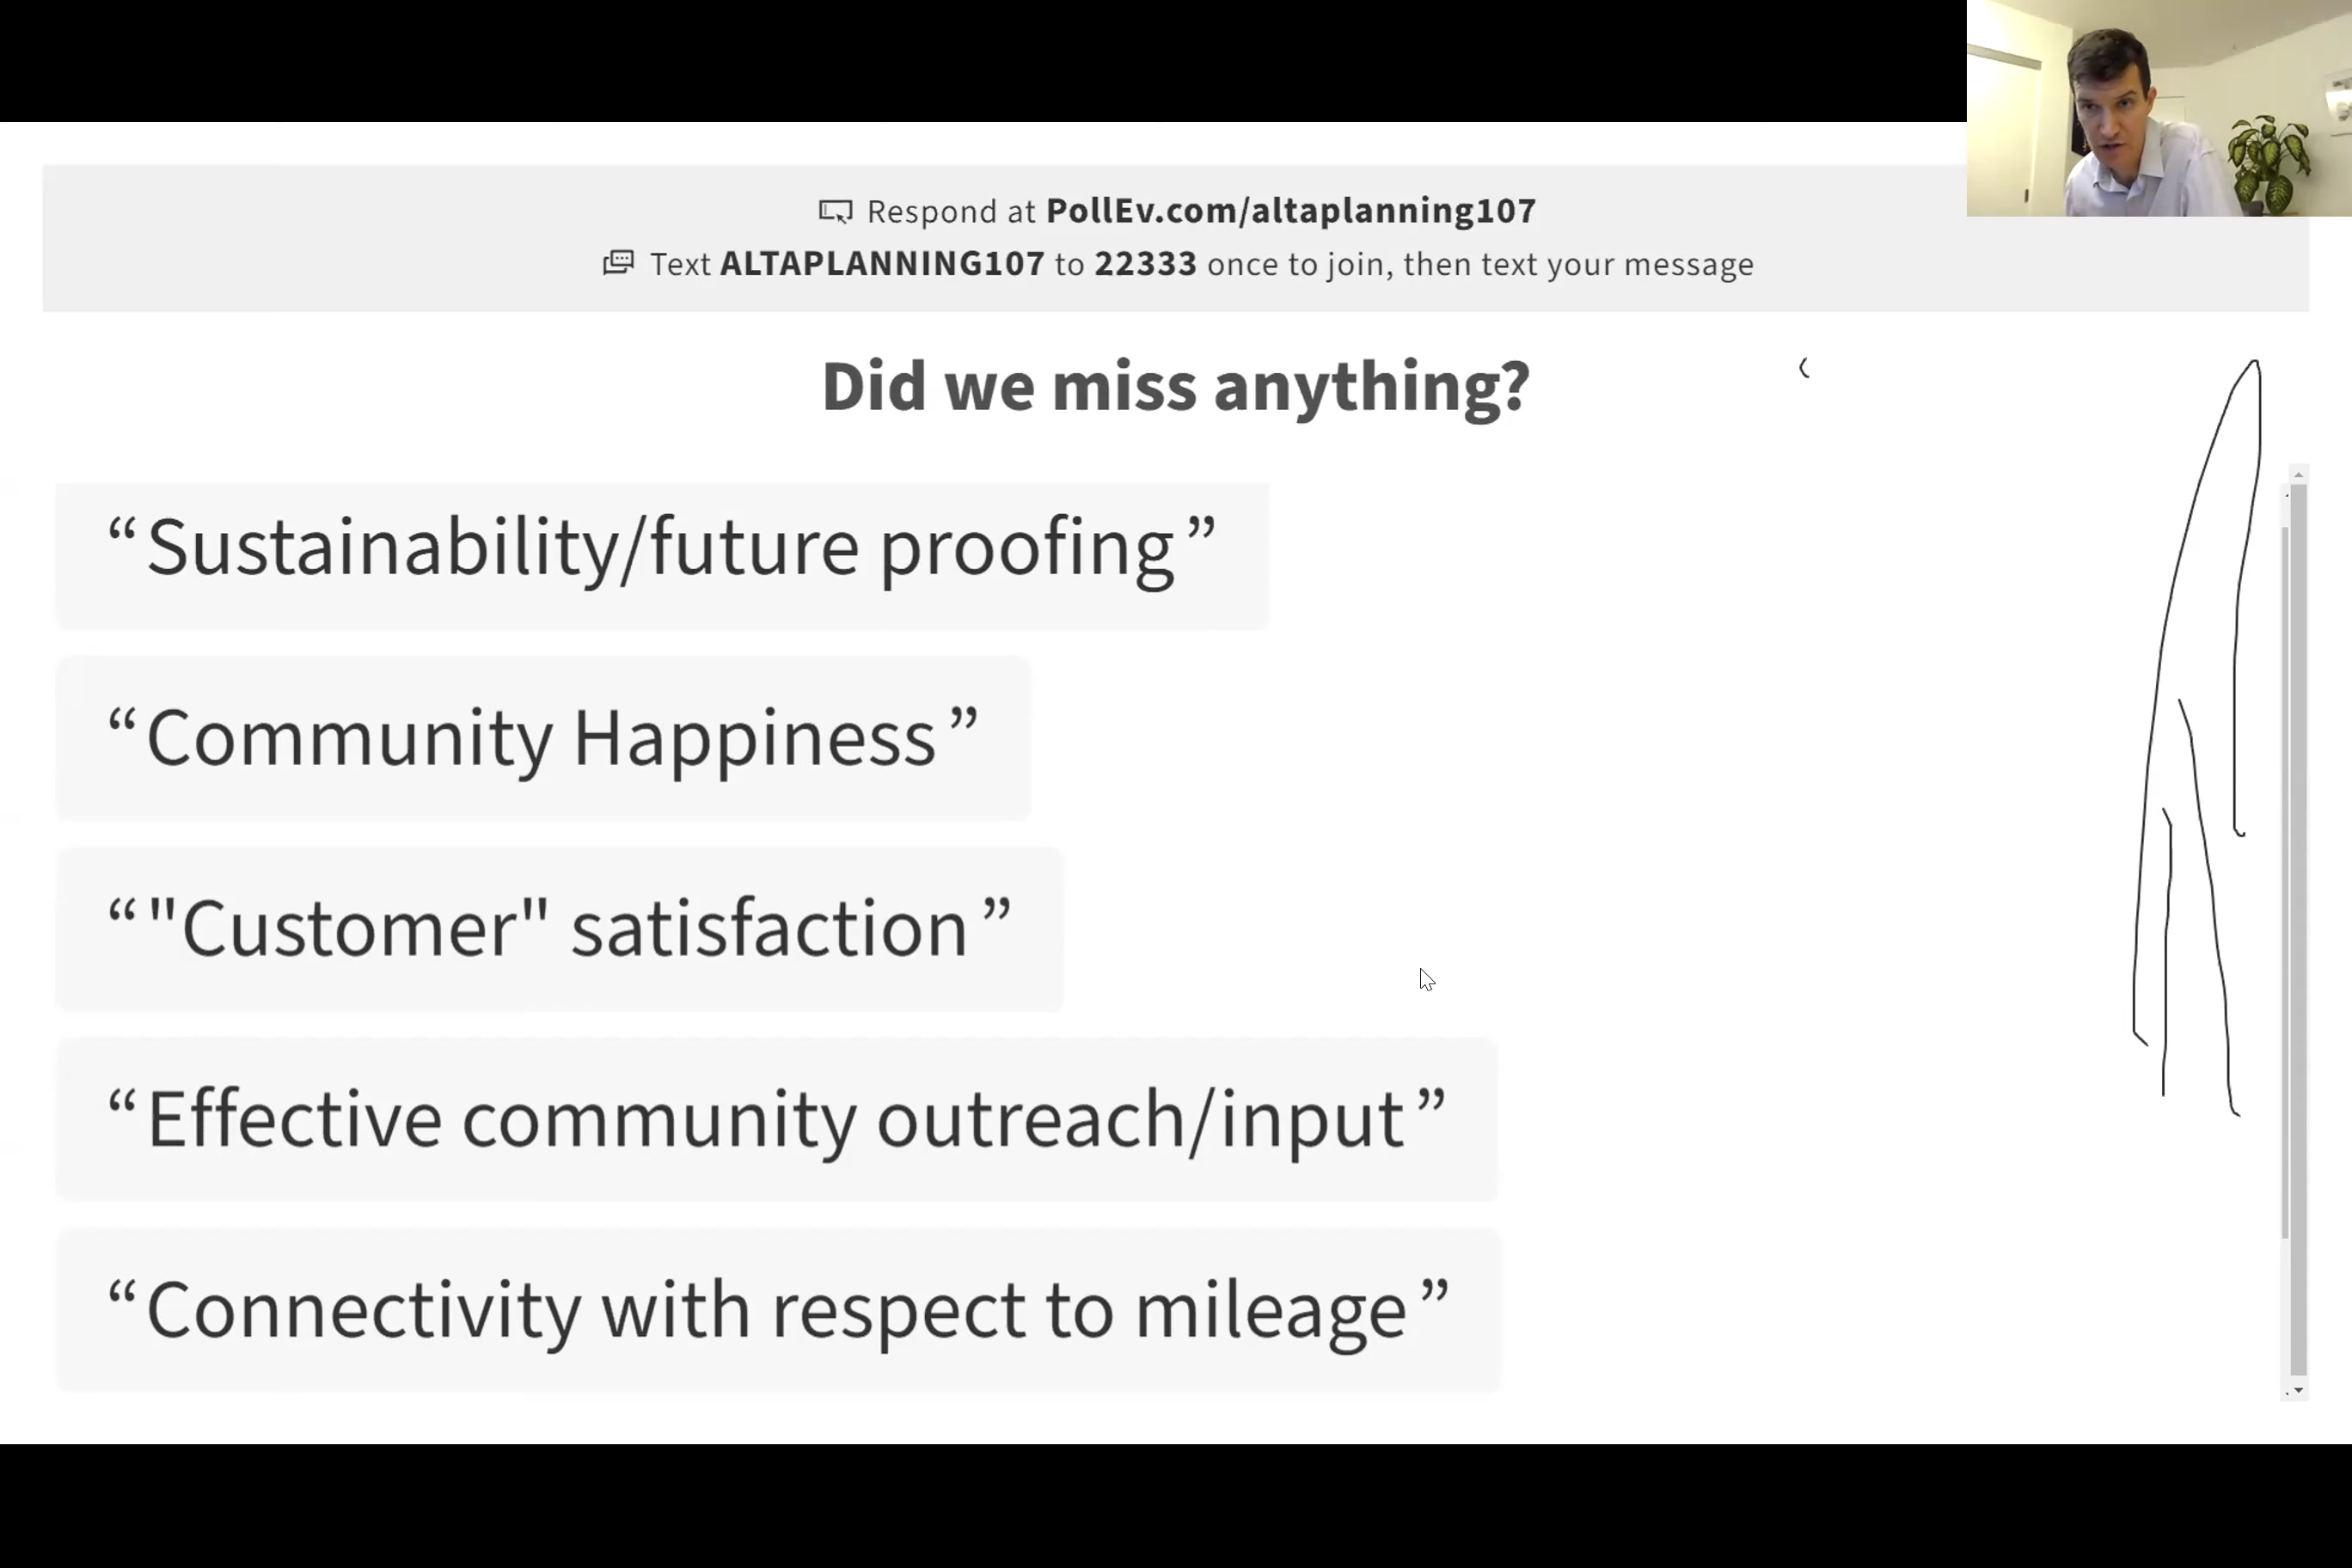 Respond at PollEv.com/altaplanning107
Text ALTAPLANNING107 to 22333 once to join, then text your message
Did we miss anything?
“Sustainability/future proofing”
“Community Happiness”
“"Customer" satisfaction”
“Effective community outreach/input”
“Connectivity with respect to mileage”